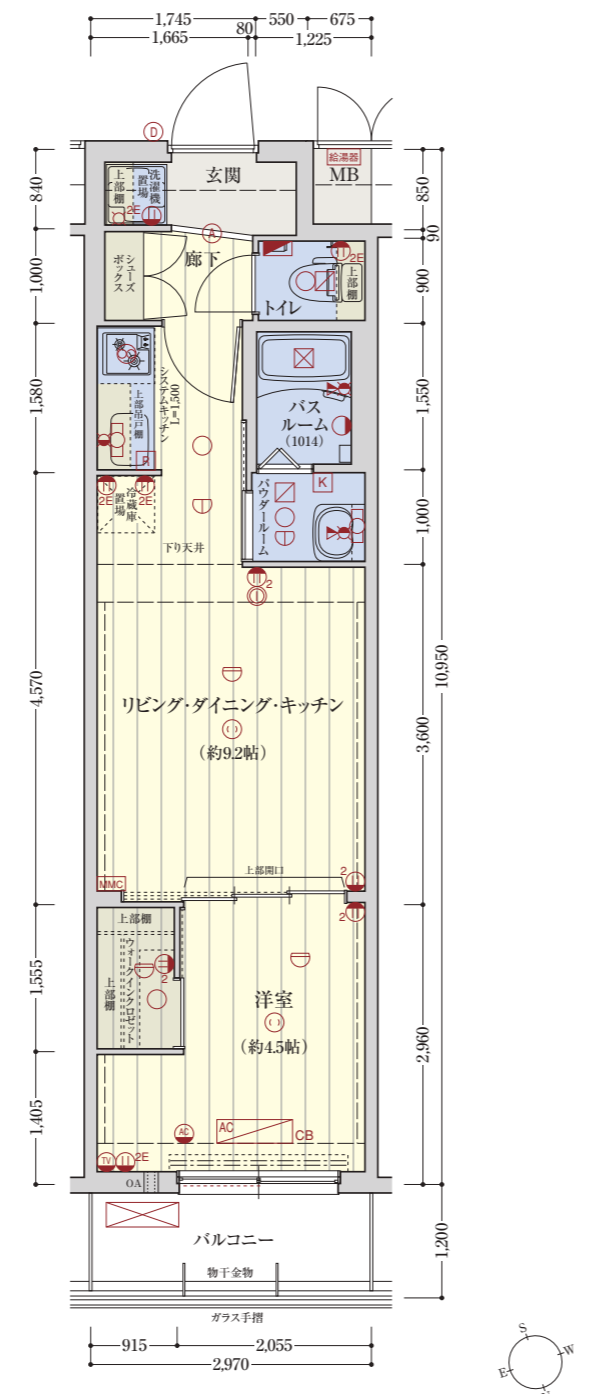 1,745
550
675
1,665
80
1,225
D
840
上部棚
洗濯機
置場
2E
玄関
給湯器
MB
850
90
A
1,000
シューズ
ボックス
廊下
トイレ
2E
上部棚
900
1,580
システムキッチン
L=1,500
上部吊戸棚
R
バス
ルーム
(1014)
1,550
2E
冷蔵庫
置場
2E
パウダールーム
K
1,000
下り天井
2
4,570
リビング・ダイニング・キッチン
(約9.2帖)
3,600
10,950
MMC
上部開口
2
2
1,555
上部棚
上部棚
ウォークインクロゼット
2
洋室
(約4.5帖)
2,960
1,405
AC
AC
CB
TV
2E
OA
バルコニー
1,200
物干金物
ガラス手摺
915
2,055
2,970
S
W
E